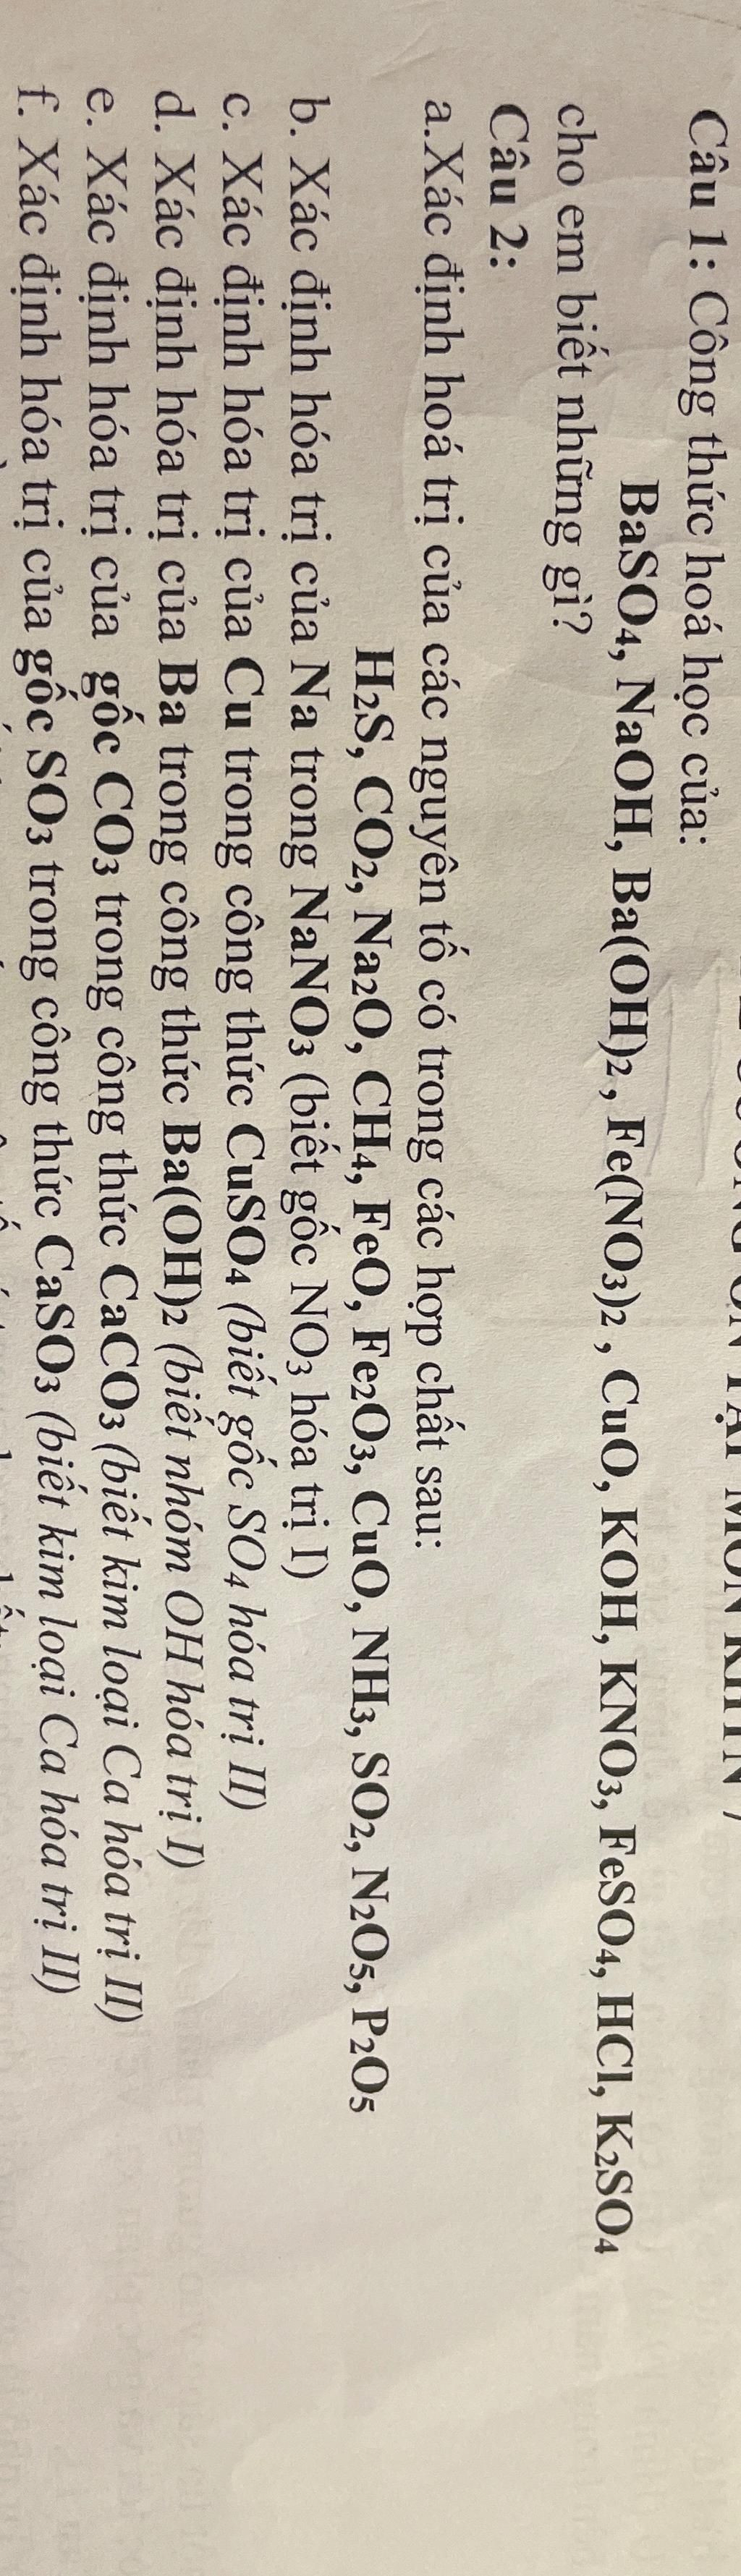 Câu 1: Công thức hoá học của:
BaSO4, NaOH, Ba(OH)2 , Fe(NO3)2 , CuO, KOH, KNO3, FeSO4, HCl, K2SO4
cho em biết những gì?
Câu 2:
a.Xác định hoá trị của các nguyên tố có trong các hợp chất sau:
H2S, CO2, Na2O, CH4, FeO, Fe2O3, CuO, NH3, SO2, N2O5, P2O5
b. Xác định hóa trị của Na trong NaNO3 (biết gốc NO3 hóa trị I)
c. Xác định hóa trị của Cu trong công thức CuSO4 (biết gốc SO4 hóa trị II)
d. Xác định hóa trị của Ba trong công thức Ba(OH)2 (biết nhóm OH hóa trị I)
e. Xác định hóa trị của gốc CO3 trong công thức CaCO3 (biết kim loại Ca hóa trị II)
f. Xác định hóa trị của gốc SO3 trong công thức CaSO3 (biết kim loại Ca hóa trị II)